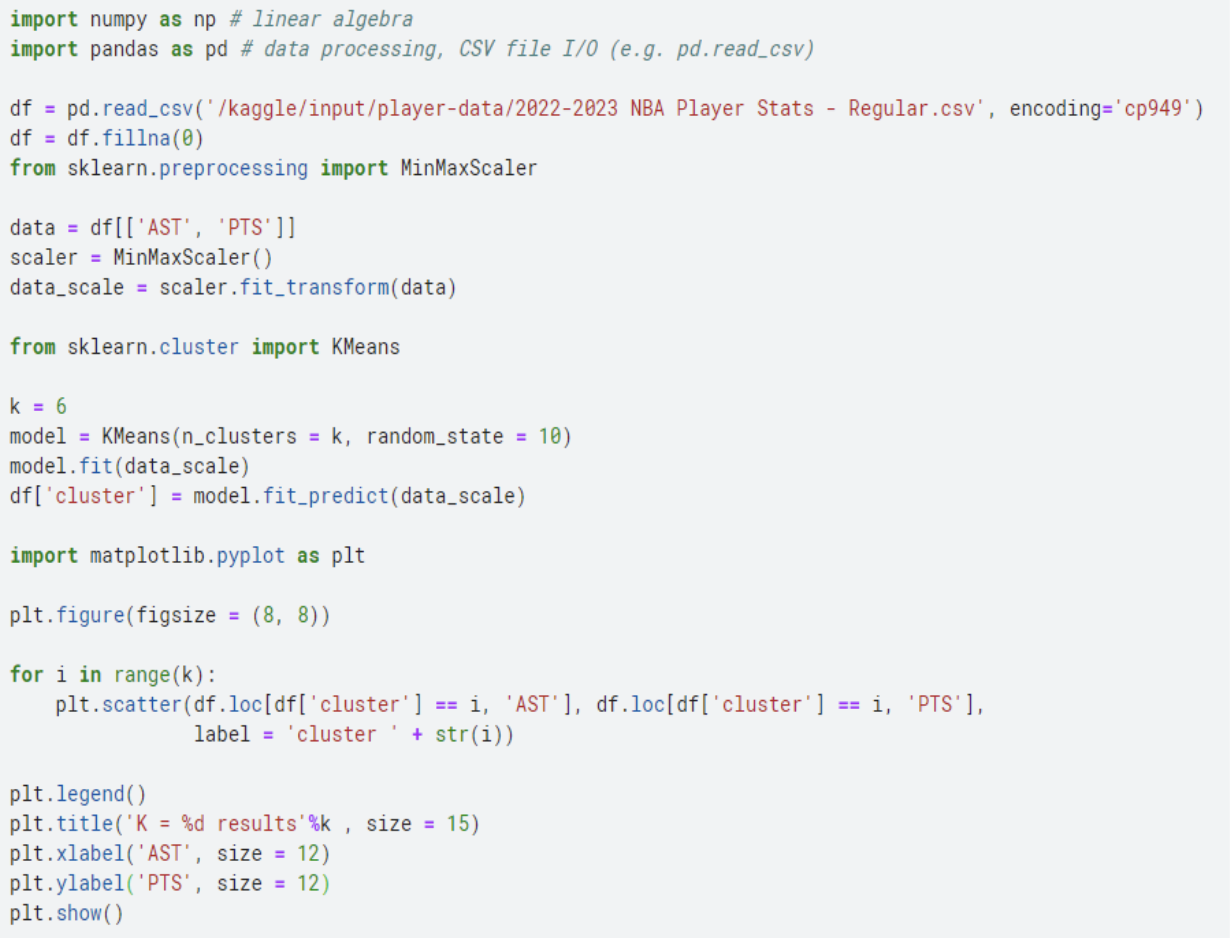 import numpy as np # linear algebra
import pandas as pd # data processing, CSV file I/O (e.g. pd.read_csv)
df = pd.read_csv('/kaggle/input/player-data/2022-2023 NBA Player Stats - Regular.csv', encoding='cp949')
df = df.fillna(0)
from sklearn.preprocessing import MinMaxScaler
data = df[['AST', 'PTS']]
scaler = MinMaxScaler()
data_scale = scaler.fit_transform(data)
from sklearn.cluster import KMeans
k = 6
model = KMeans(n_clusters = k, random_state = 10)
model.fit(data_scale)
df['cluster'] = model.fit_predict(data_scale)
import matplotlib.pyplot as plt
plt.figure(figsize = (8, 8))
for i in range(k):
    plt.scatter(df.loc[df['cluster'] == i, 'AST'], df.loc[df['cluster'] == i, 'PTS'],
                label = 'cluster ' + str(i))
plt.legend()
plt.title('K = %d results'%k , size = 15)
plt.xlabel('AST', size = 12)
plt.ylabel('PTS', size = 12)
plt.show()